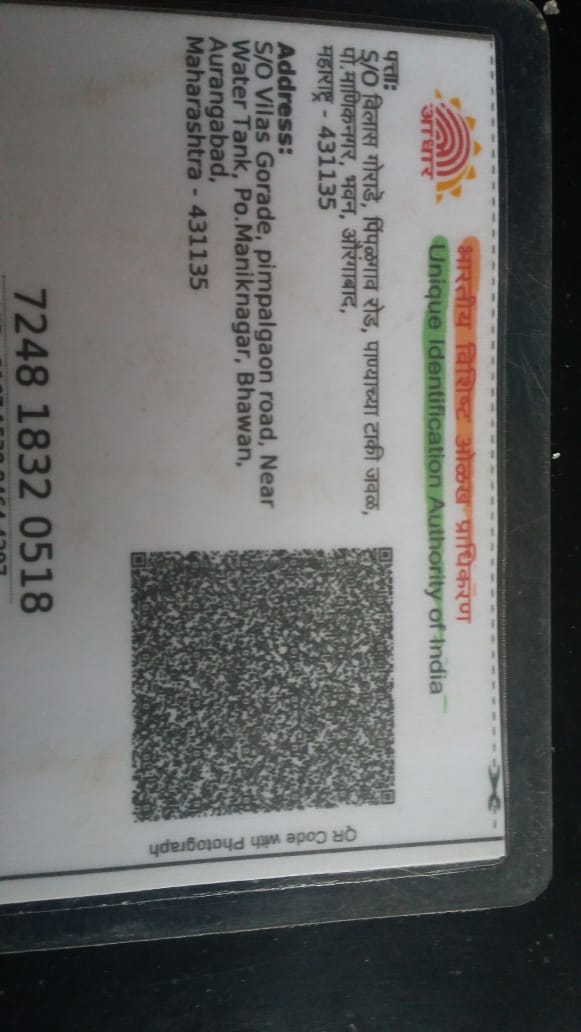 आधार
भारतीय विशिष्ट ओळख प्राधिकरण
Unique Identification Authority of India
पत्ता:
S/O विलास गोराडे, पिंपळगाव रोड, पाण्याच्या टाकी जवळ,
पो.माणिकनगर, भवन, औरंगाबाद,
महाराष्ट्र - 431135
Address:
S/O Vilas Gorade, pimpalgaon road, Near
Water Tank, Po.Maniknagar, Bhawan,
Aurangabad,
Maharashtra - 431135
QR Code with Photograph
7248 1832 0518